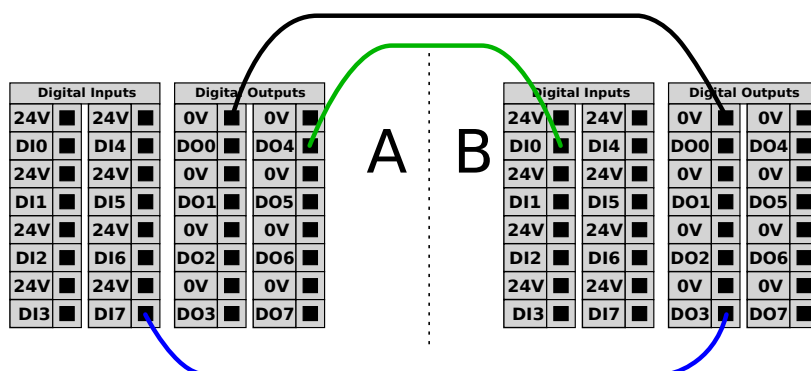 Digital Inputs Digital Outputs Digital Inputs Digital Outputs
24V 24V 0V 0V 24V 24V 0V 0V
DI0 DI4 DO0 DO4 A B DI0 DI4 DO0 DO4
24V 24V 0V 0V 24V 24V 0V 0V
DI1 DI5 DO1 DO5 DI1 DI5 DO1 DO5
24V 24V 0V 0V 24V 24V 0V 0V
DI2 DI6 DO2 DO6 DI2 DI6 DO2 DO6
24V 24V 0V 0V 24V 24V 0V 0V
DI3 DI7 DO3 DO7 DI3 DI7 DO3 DO7